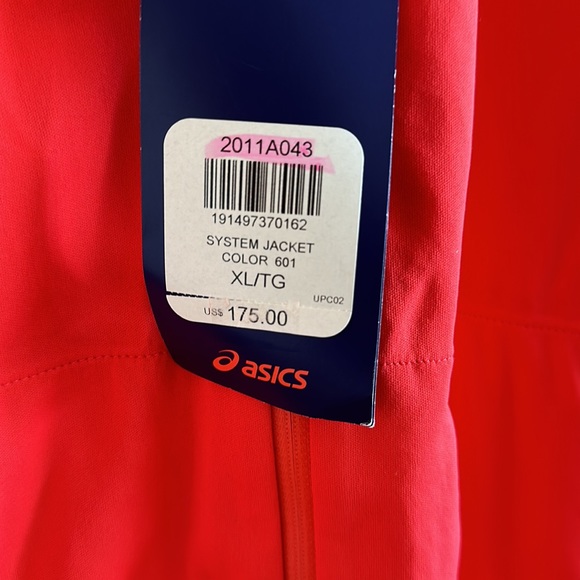 2011A043
191497370162
SYSTEM JACKET
COLOR 601
XL/TG
UPC02
US$ 175.00
asics